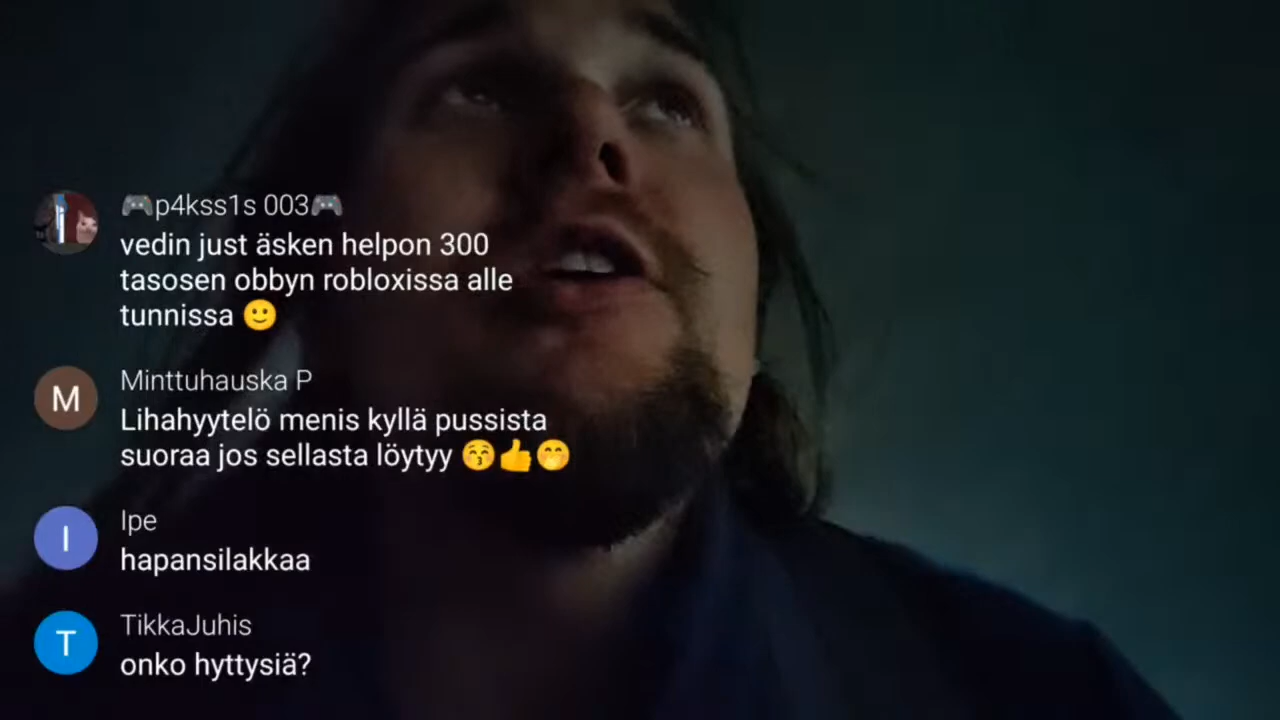 🎮p4kss1s 003🎮
vedin just äsken helpon 300
tasosen obbyn robloxissa alle
tunnissa 🙂
M
Minttuhauska P
Lihahyytelö menis kyllä pussista
suoraa jos sellasta löytyy 😚👍🤭
I
Ipe
hapansilakkaa
T
TikkaJuhis
onko hyttysiä?